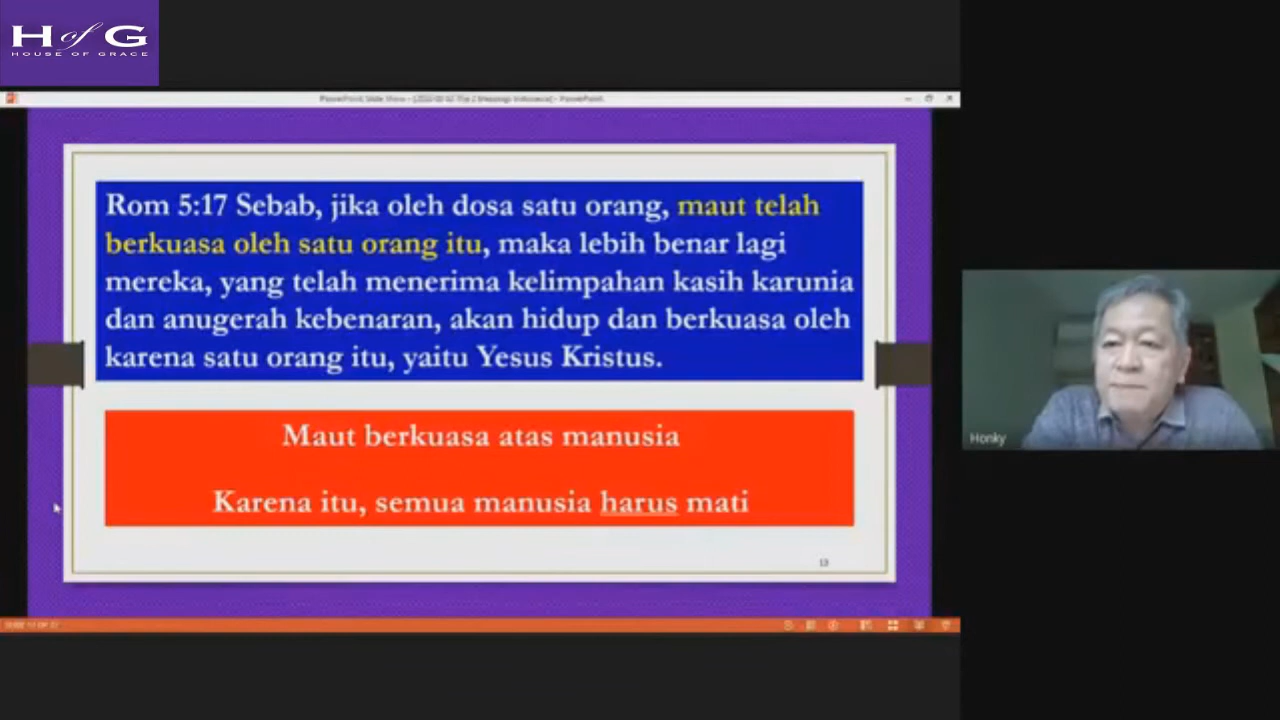 H of G
HOUSE OF GRACE
Rom 5:17 Sebab, jika oleh dosa satu orang, maut telah
berkuasa oleh satu orang itu, maka lebih benar lagi
mereka, yang telah menerima kelimpahan kasih karunia
dan anugerah kebenaran, akan hidup dan berkuasa oleh
karena satu orang itu, yaitu Yesus Kristus.
Maut berkuasa atas manusia
Karena itu, semua manusia harus mati
13
Honky